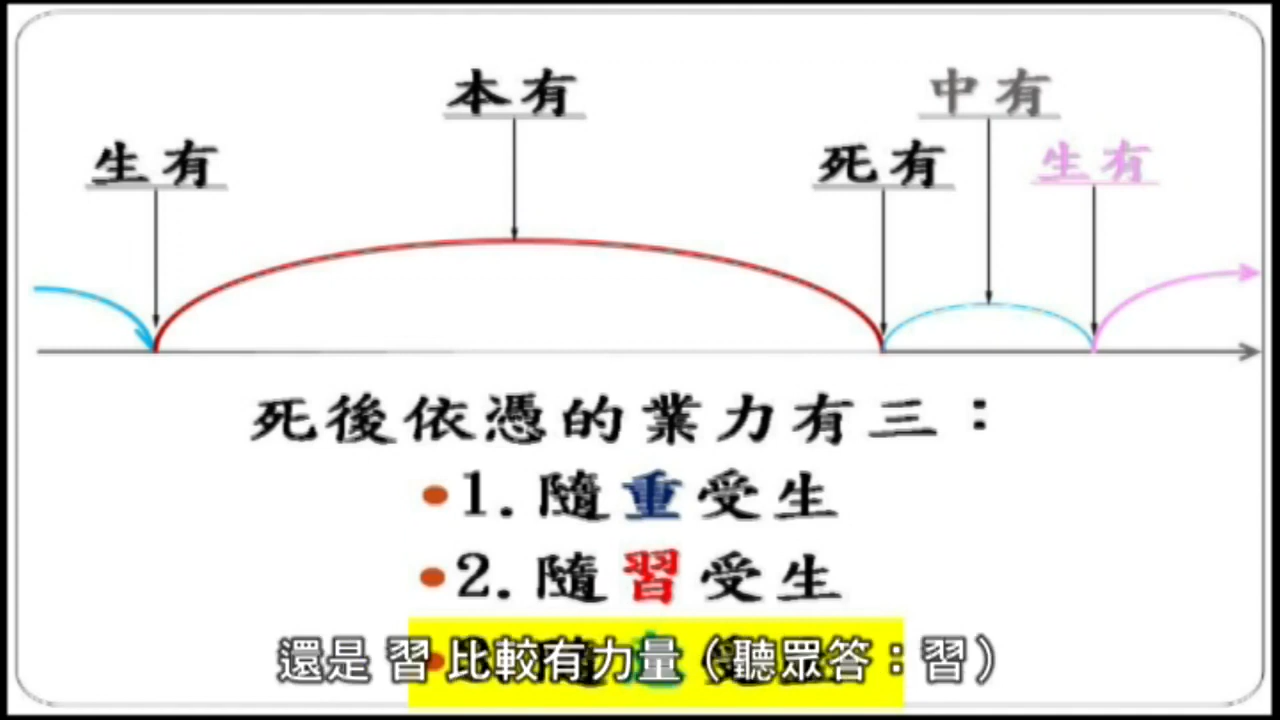 本有
中有
生有
死有
生有
死後依憑的業力有三：
1. 隨重受生
2. 隨習受生
還是 習 比較有力量（聽眾答：習）